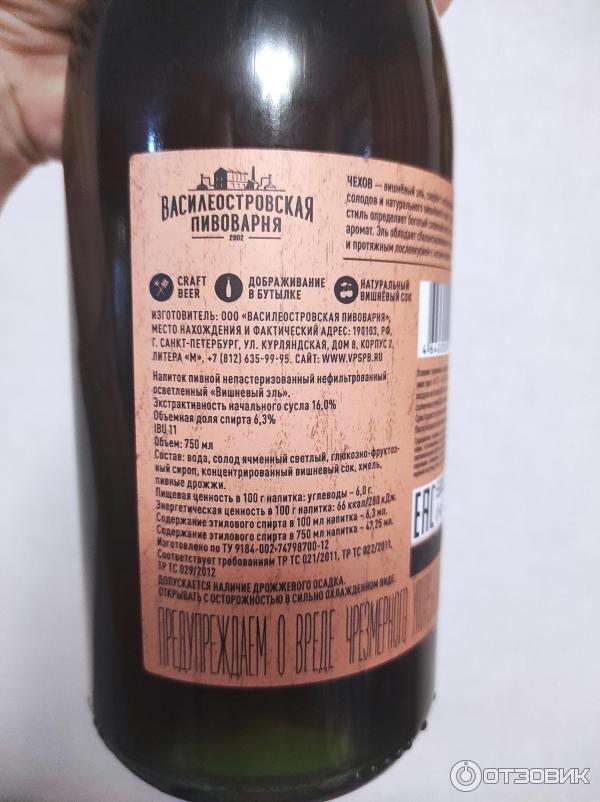 ВАСИЛЕОСТРОВСКАЯ
ПИВОВАРНЯ
2002
ЧЕХОВ — вишнёвый эль,
солодов и натурального
стиль определяет богатый
аромат. Эль обладает
и протяжным послевкусием с
CRAFT
BEER
ДОБРАЖИВАНИЕ
В БУТЫЛКЕ
НАТУРАЛЬНЫЙ
ВИШНЁВЫЙ СОК
ИЗГОТОВИТЕЛЬ: ООО «ВАСИЛЕОСТРОВСКАЯ ПИВОВАРНЯ»,
МЕСТО НАХОЖДЕНИЯ И ФАКТИЧЕСКИЙ АДРЕС: 190103, РФ,
Г. САНКТ-ПЕТЕРБУРГ, УЛ. КУРЛЯНДСКАЯ, ДОМ 8, КОРПУС 2,
ЛИТЕРА «М», +7 (812) 635-99-95. САЙТ: WWW.VPSPB.RU
Напиток пивной непастеризованный нефильтрованный
осветленный «Вишневый эль».
Экстрактивность начального сусла 16,0%
Объемная доля спирта 6,3%
IBU 11
Объем: 750 мл
Состав: вода, солод ячменный светлый, глюкозно-фруктоз-
ный сироп, концентрированный вишневый сок, хмель,
пивные дрожжи.
Пищевая ценность в 100 г напитка: углеводы – 6,0 г.
Энергетическая ценность в 100 г напитка: 66 ккал/280 кДж.
Содержание этилового спирта в 100 мл напитка – 6,3 мл.
Содержание этилового спирта в 750 мл напитка – 47,25 мл.
Изготовлено по ТУ 9184-002-74798700-12
Соответствует требованиям ТР ТС 021/2011, ТР ТС 022/2011,
ТР ТС 029/2012
ДОПУСКАЕТСЯ НАЛИЧИЕ ДРОЖЖЕВОГО ОСАДКА.
ОТКРЫВАТЬ С ОСТОРОЖНОСТЬЮ В СИЛЬНО ОХЛАЖДЕННОМ ВИДЕ.
ПРЕДУПРЕЖДАЕМ О ВРЕДЕ ЧРЕЗМЕРНОГО
EAC
ОТЗОВИК